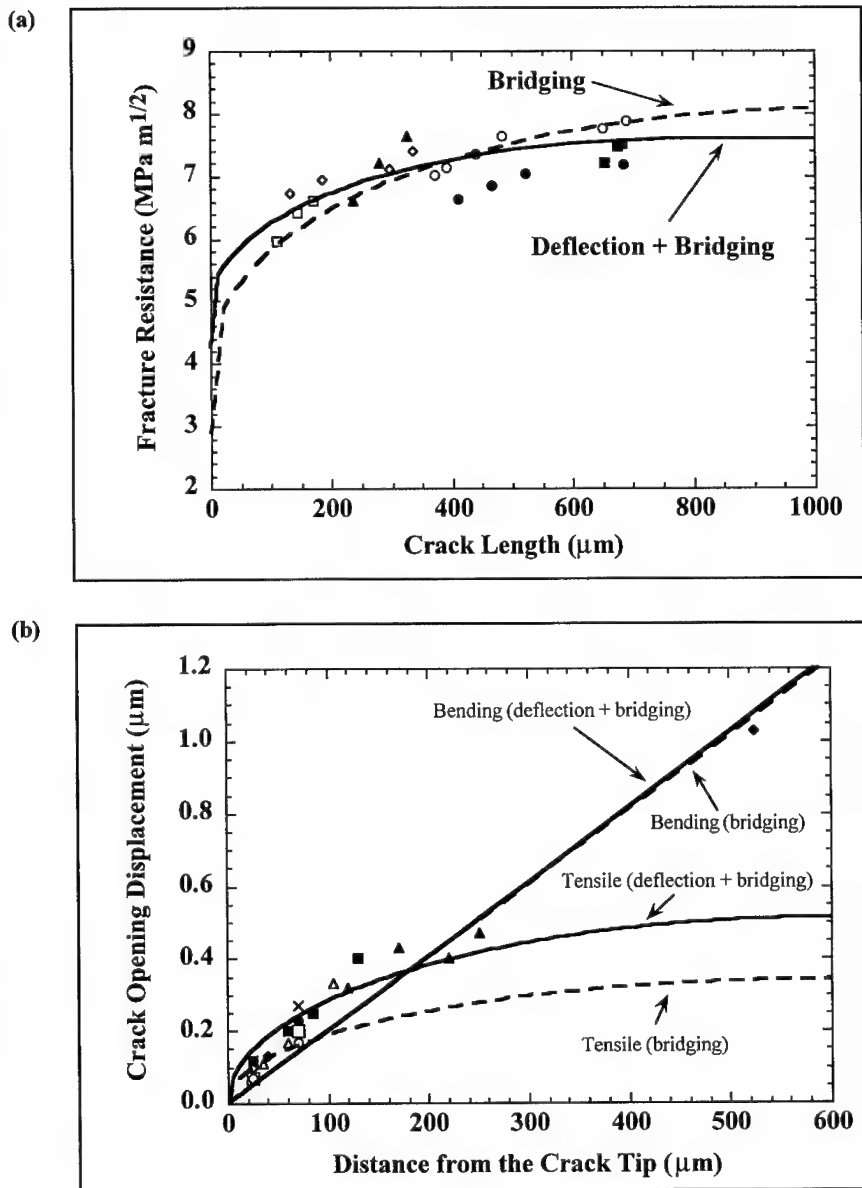 (a)
9
8
7
6
5
4
3
2
Fracture Resistance (MPa m1/2)
Bridging
Deflection + Bridging
0 200 400 600 800 1000
Crack Length (μm)
(b)
1.2
1.0
0.8
0.6
0.4
0.2
0.0
Crack Opening Displacement (μm)
Bending (deflection + bridging)
Bending (bridging)
Tensile (deflection + bridging)
Tensile (bridging)
0 100 200 300 400 500 600
Distance from the Crack Tip (μm)